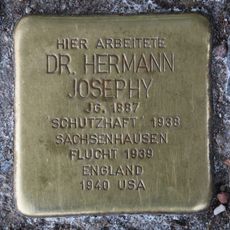 HIER ARBEITETE
DR. HERMANN
JOSEPHY
JG. 1887
'SCHUTZHAFT' 1938
SACHSENHAUSEN
FLUCHT 1939
ENGLAND
1940 USA